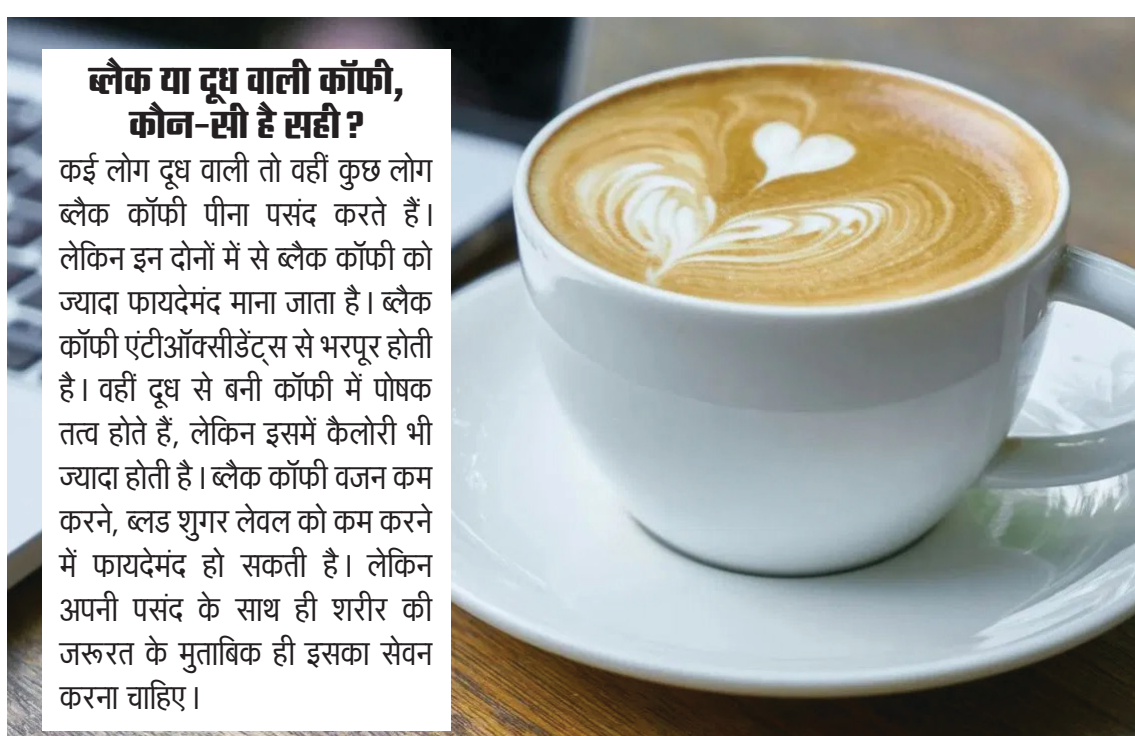 ब्लैक या दूध वाली कॉफी,
कौन-सी है सही?
कई लोग दूध वाली तो वहीं कुछ लोग
ब्लैक कॉफी पीना पसंद करते हैं।
लेकिन इन दोनों में से ब्लैक कॉफी को
ज्यादा फायदेमंद माना जाता है। ब्लैक
कॉफी एंटीऑक्सीडेंट्स से भरपूर होती
है। वहीं दूध से बनी कॉफी में पोषक
तत्व होते हैं, लेकिन इसमें कैलोरी भी
ज्यादा होती है। ब्लैक कॉफी वजन कम
करने, ब्लड शुगर लेवल को कम करने
में फायदेमंद हो सकती है। लेकिन
अपनी पसंद के साथ ही शरीर की
जरूरत के मुताबिक ही इसका सेवन
करना चाहिए।